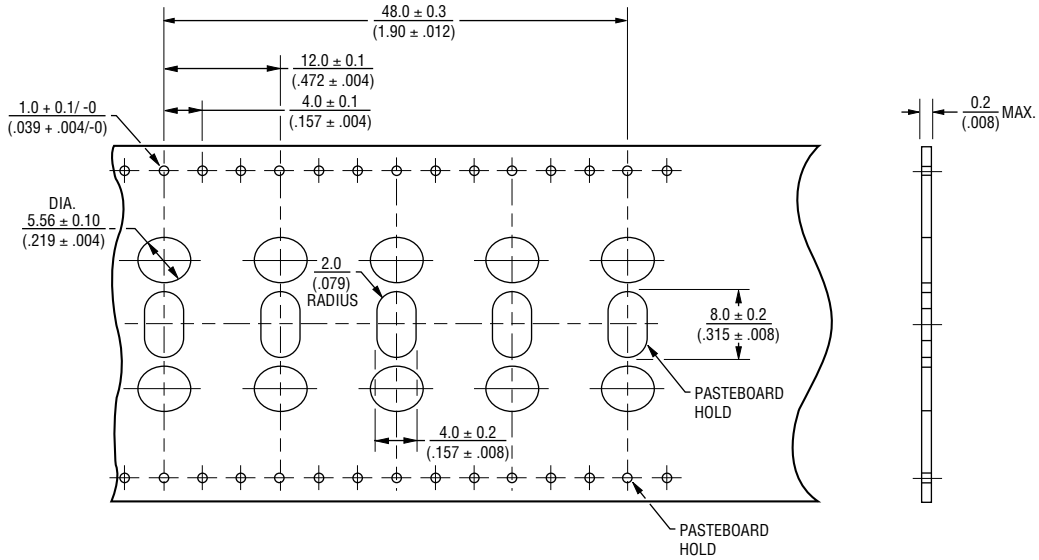 48.0 ± 0.3
(1.90 ± .012)
12.0 ± 0.1
(.472 ± .004)
4.0 ± 0.1
(.157 ± .004)
1.0 + 0.1/ -0
(.039 + .004/-0)
0.2
(.008) MAX.
DIA.
5.56 ± 0.10
(.219 ± .004)
2.0
(.079)
RADIUS
8.0 ± 0.2
(.315 ± .008)
PASTEBOARD
HOLD
4.0 ± 0.2
(.157 ± .008)
PASTEBOARD
HOLD